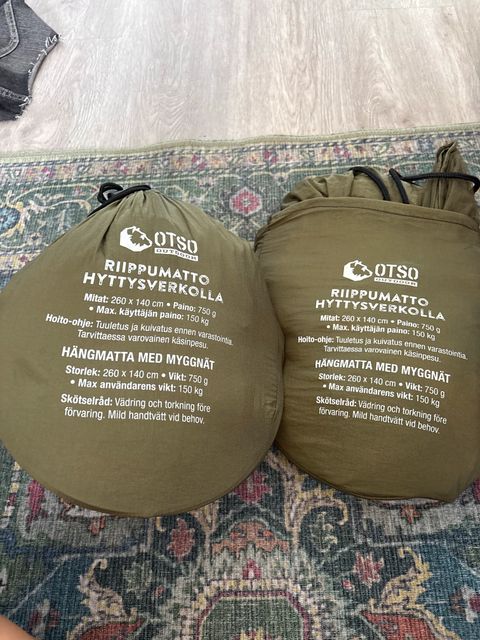 OTSO
OUTDOOR
RIIPPUMATTO
HYTTYSVERKOLLA
Mitat: 260 x 140 cm • Paino: 750 g
• Max. käyttäjän paino: 150 kg
Hoito-ohje: Tuuletus ja kuivatus ennen varastointia.
Tarvittaessa varovainen käsinpesu.
HÄNGMATTA MED MYGGNÄT
Storlek: 260 x 140 cm • Vikt: 750 g
• Max användarens vikt: 150 kg
Skötselråd: Vädring och torkning före
förvaring. Mild handtvätt vid behov.
OTSO
OUTDOOR
RIIPPUMATTO
HYTTYSVERKOLLA
Mitat: 260 x 140 cm • Paino: 750 g
• Max. käyttäjän paino: 150 kg
Hoito-ohje: Tuuletus ja kuivatus ennen varastointia.
Tarvittaessa varovainen käsinpesu.
HÄNGMATTA MED MYGGNÄT
Storlek: 260 x 140 cm • Vikt: 750 g
• Max användarens vikt: 150 kg
Skötselråd: Vädring och torkning före
förvaring. Mild handtvätt vid behov.